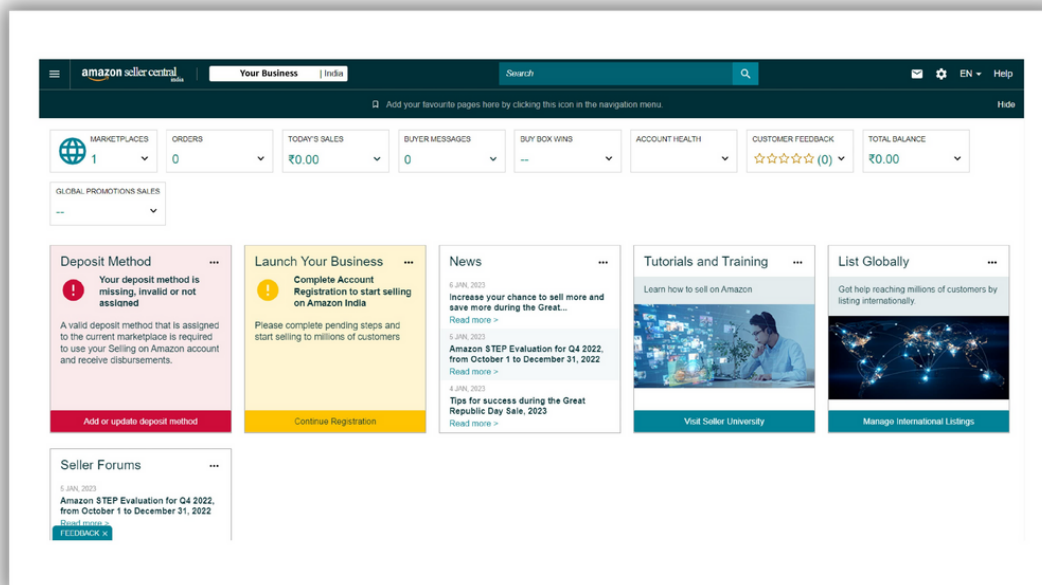 amazon seller central
india
Your Business | India
Search
EN
Help
Add your favourite pages here by clicking this icon in the navigation menu.
Hide
MARKETPLACES
1
ORDERS
0
TODAY'S SALES
₹0.00
BUYER MESSAGES
0
BUY BOX WINS
--
ACCOUNT HEALTH
CUSTOMER FEEDBACK
(0)
TOTAL BALANCE
₹0.00
GLOBAL PROMOTIONS SALES
--
Deposit Method
Your deposit method is
missing, invalid or not
assigned
A valid deposit method that is assigned
to the current marketplace is required
to use your Selling on Amazon account
and receive disbursements.
Add or update deposit method
Launch Your Business
Complete Account
Registration to start selling
on Amazon India
Please complete pending steps and
start selling to millions of customers
Continue Registration
News
6 JAN, 2023
Increase your chance to sell more and
save more during the Great...
Read more >
5 JAN, 2023
Amazon STEP Evaluation for Q4 2022,
from October 1 to December 31, 2022
Read more >
4 JAN, 2023
Tips for success during the Great
Republic Day Sale, 2023
Read more >
Tutorials and Training
Learn how to sell on Amazon
Visit Seller University
List Globally
Get help reaching millions of customers by
listing internationally.
Manage International Listings
Seller Forums
5 JAN, 2023
Amazon STEP Evaluation for Q4 2022,
from October 1 to December 31, 2022
Read more >
FEEDBACK ×